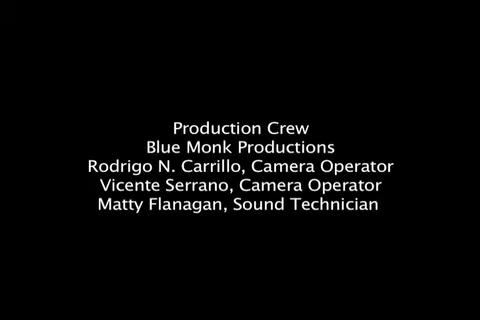 Production Crew
Blue Monk Productions
Rodrigo N. Carrillo, Camera Operator
Vicente Serrano, Camera Operator
Matty Flanagan, Sound Technician